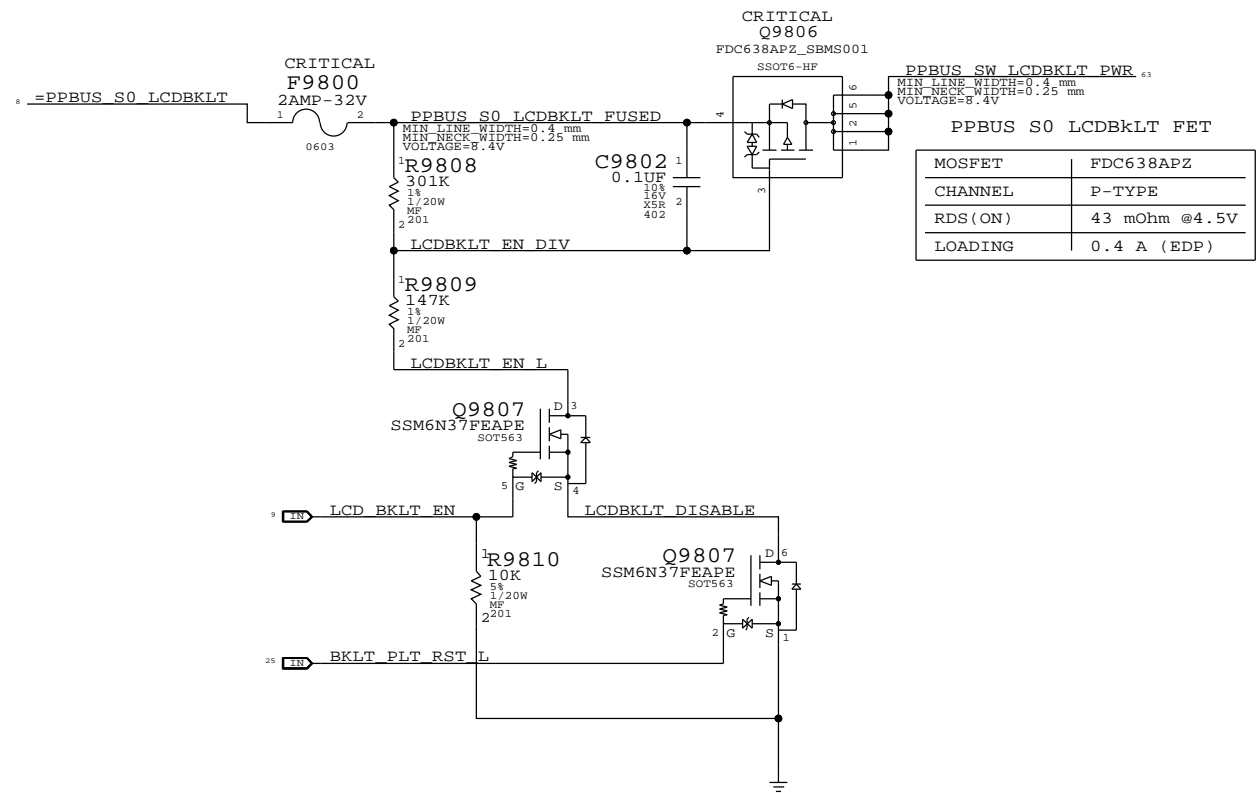 CRITICAL
Q9806
FDC638APZ_SBMS001
SSOT6-HF
CRITICAL
F9800
2AMP-32V
1 2
0603
8 =PPBUS_S0_LCDBKLT
PPBUS_S0_LCDBKLT_FUSED
MIN_LINE_WIDTH=0.4 mm
MIN_NECK_WIDTH=0.25 mm
VOLTAGE=8.4V
4
3
6
5
2
1
PPBUS_SW_LCDBKLT_PWR 63
MIN_LINE_WIDTH=0.4 mm
MIN_NECK_WIDTH=0.25 mm
VOLTAGE=8.4V
PPBUS S0 LCDBkLT FET
MOSFET FDC638APZ
CHANNEL P-TYPE
RDS(ON) 43 mOhm @4.5V
LOADING 0.4 A (EDP)
1
R9808
301K
1%
1/20W
MF
201
2
C9802
0.1UF
10%
16V
X5R
402
1
2
LCDBKLT_EN_DIV
1
R9809
147K
1%
1/20W
MF
201
2
LCDBKLT_EN_L
Q9807
SSM6N37FEAPE
SOT563
D 3
5 G S 4
9 IN LCD_BKLT_EN
LCDBKLT_DISABLE
1
R9810
10K
5%
1/20W
MF
201
2
Q9807
SSM6N37FEAPE
SOT563
D 6
2 G S 1
25 IN BKLT_PLT_RST_L